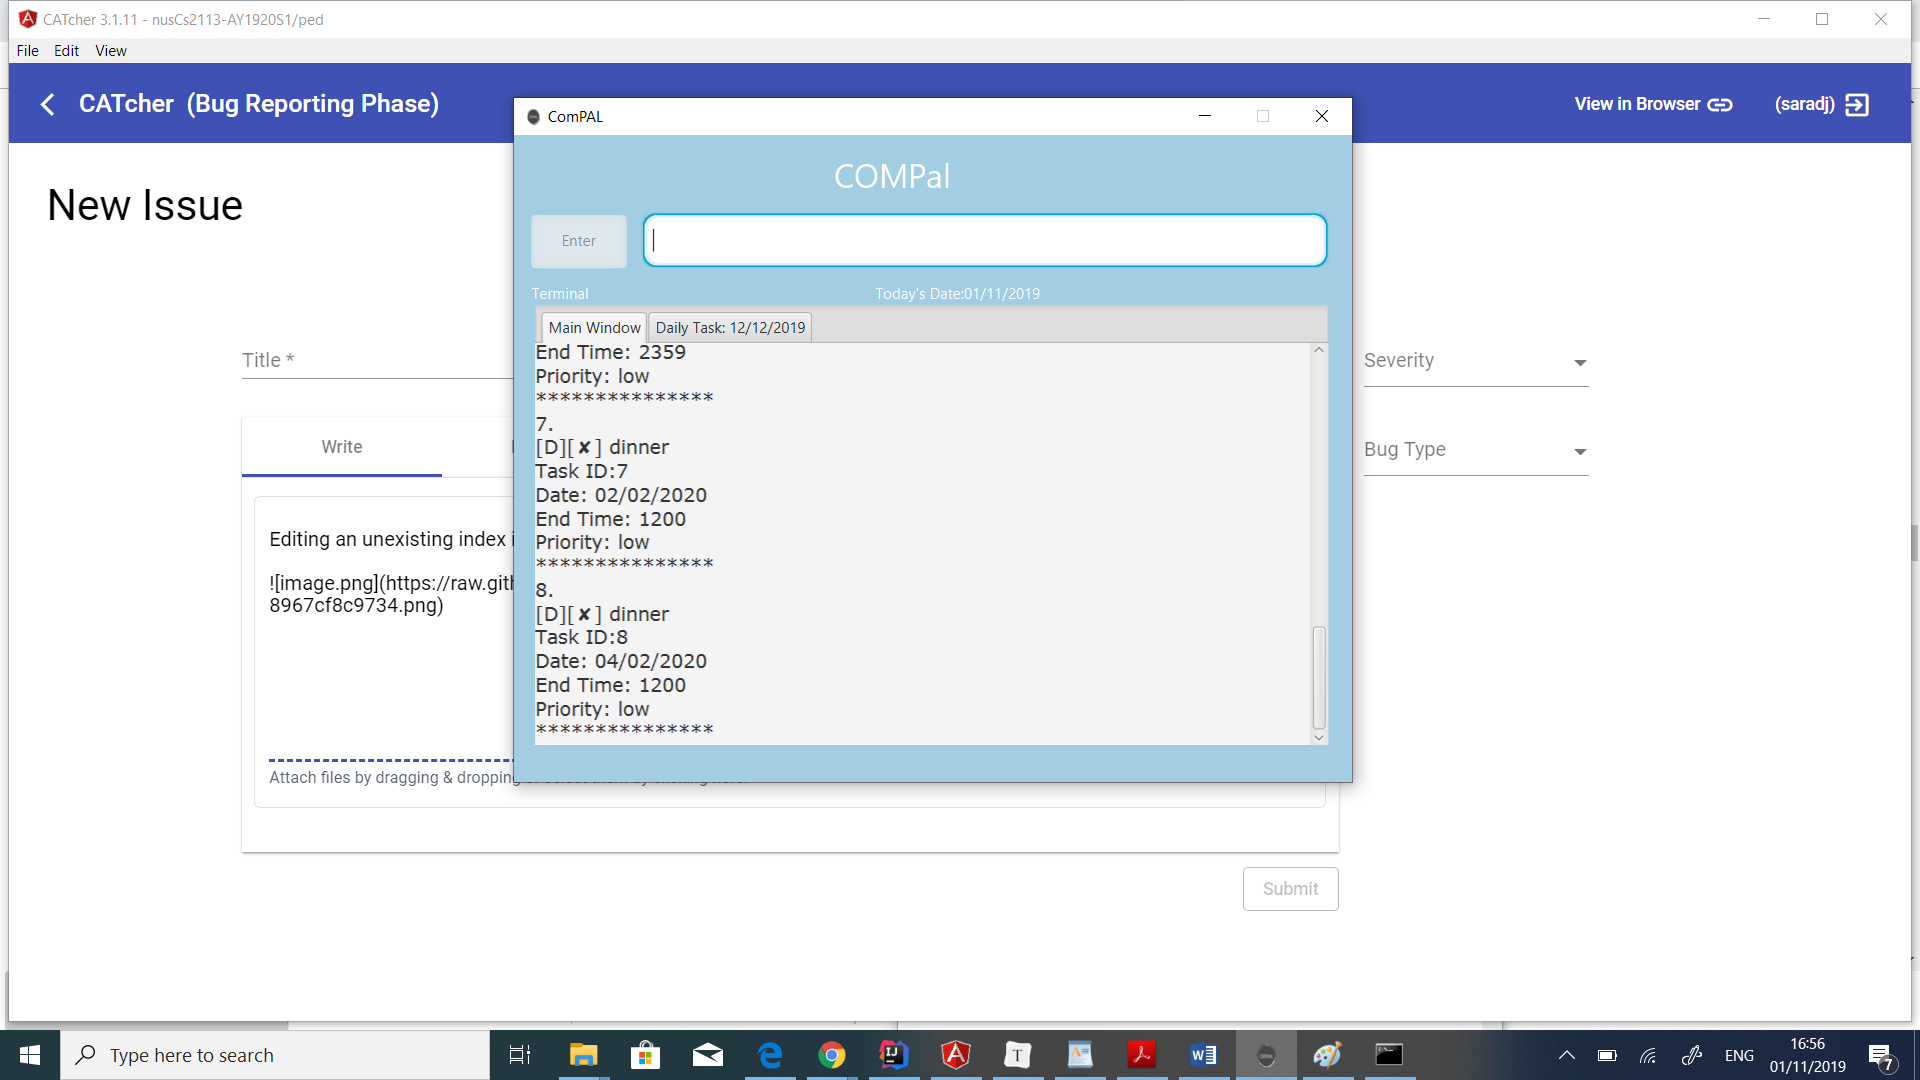 CATcher 3.1.11 - nusCs2113-AY1920S1/ped
File Edit View
CATcher (Bug Reporting Phase)
View in Browser
(saradj)
New Issue
Title *
Write
Severity
Bug Type
Editing an unexisting index
![image.png](https://raw.gith
8967cf8c9734.png)
Attach files by dragging & dropping
Submit
ComPAL
COMPal
Enter
Terminal
Today's Date:01/11/2019
Main Window
Daily Task: 12/12/2019
End Time: 2359
Priority: low
***************
7.
[D][✘] dinner
Task ID:7
Date: 02/02/2020
End Time: 1200
Priority: low
***************
8.
[D][✘] dinner
Task ID:8
Date: 04/02/2020
End Time: 1200
Priority: low
***************
Type here to search
ENG
16:56
01/11/2019
7